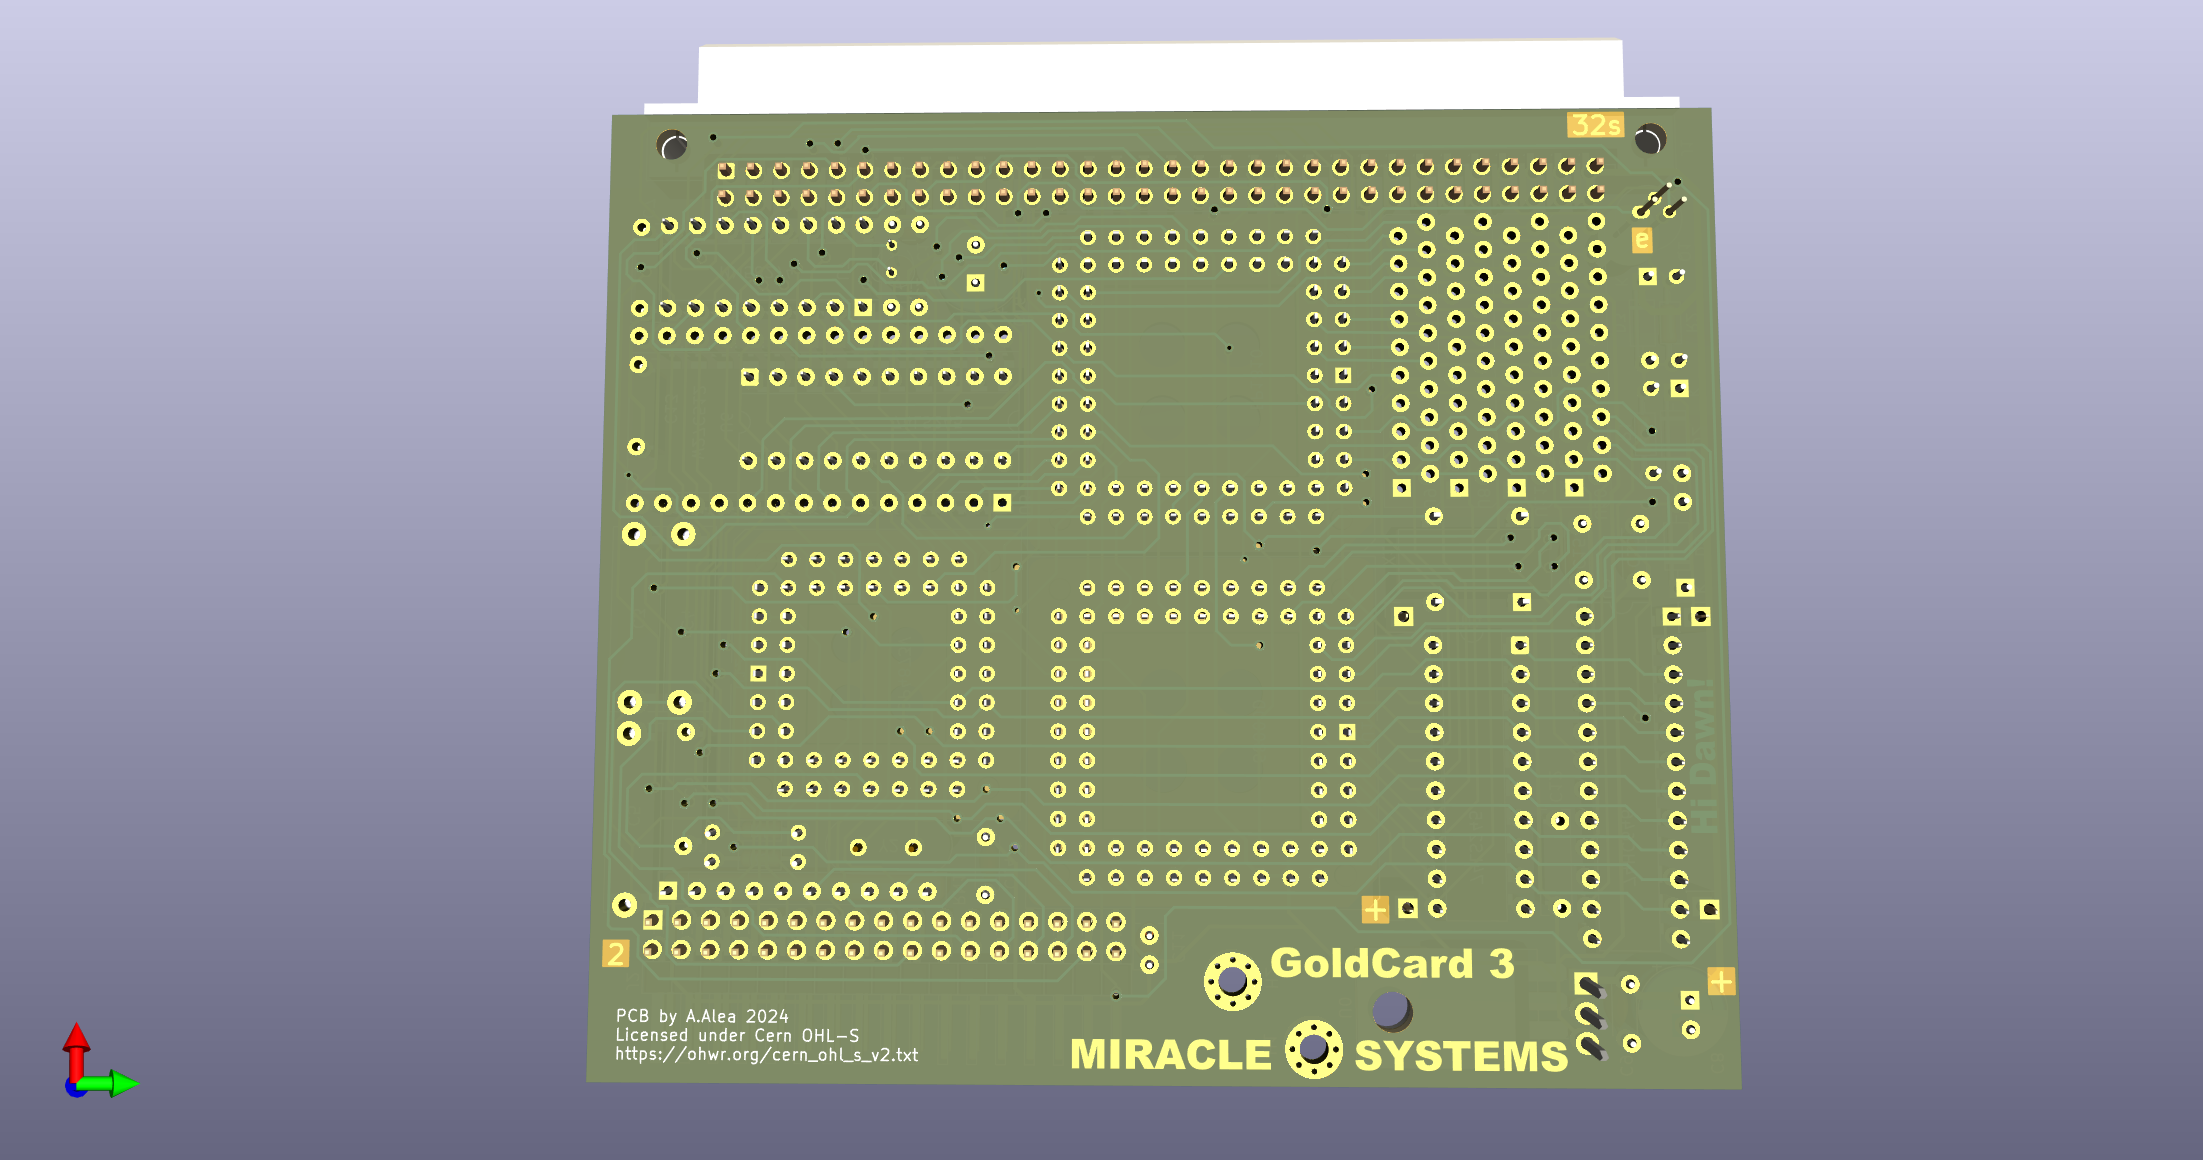 32s
e
Hi Dawn!
+
2
GoldCard 3
+
PCB by A.Alea 2024
Licensed under Cern OHL-S
https://ohwr.org/cern_ohl_s_v2.txt
MIRACLE SYSTEMS